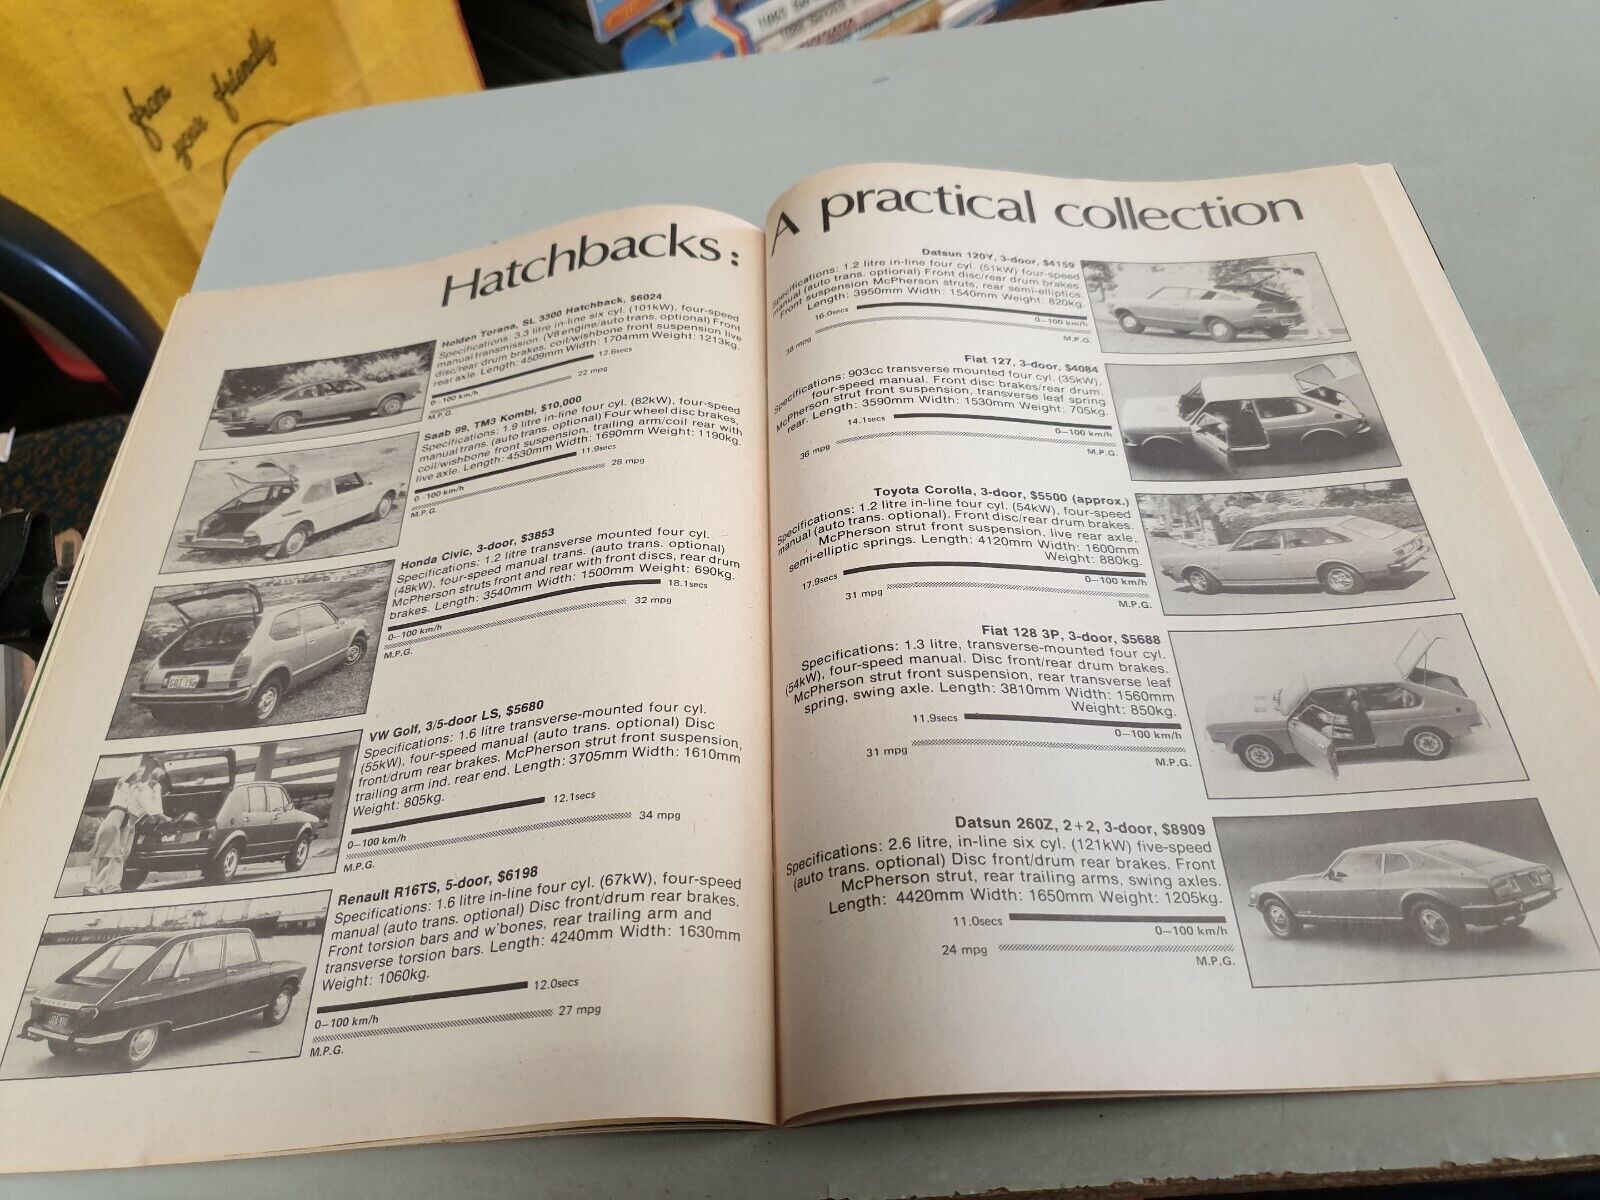 from
your friendly
Hatchbacks:
Holden Torana, SL 3300 Hatchback, $6024
Specifications: 3.3 litre in-line six cyl. (101kW), four-speed
manual transmission. (V8 engine/auto trans. optional) Front
disc/rear drum brakes, coil/wishbone front suspension live
rear axle. Length: 4509mm Width: 1704mm Weight: 1213kg.
12.6secs
0–100 km/h
22 mpg
M.P.G.
Saab 99, TM3 Kombi, $10,000
Specifications: 1.9 litre in-line four cyl. (82kW), four-speed
manual trans. (auto trans. optional) Four wheel disc brakes,
coil/wishbone front suspension, trailing arm/coil rear with
live axle. Length: 4530mm Width: 1690mm Weight: 1190kg.
11.9secs
0–100 km/h
28 mpg
M.P.G.
Honda Civic, 3-door, $3853
Specifications: 1.2 litre transverse mounted four cyl.
(48kW), four-speed manual trans. (auto trans. optional)
McPherson struts front and rear with front discs, rear drum
brakes. Length: 3540mm Width: 1500mm Weight: 690kg.
18.1secs
0–100 km/h
32 mpg
M.P.G.
VW Golf, 3/5-door LS, $5680
Specifications: 1.6 litre transverse-mounted four cyl.
(55kW), four-speed manual (auto trans. optional) Disc
front/drum rear brakes. McPherson strut front suspension,
trailing arm ind. rear end. Length: 3705mm Width: 1610mm
Weight: 805kg.
12.1secs
0–100 km/h
34 mpg
M.P.G.
Renault R16TS, 5-door, $6198
Specifications: 1.6 litre in-line four cyl. (67kW), four-speed
manual (auto trans. optional) Disc front/drum rear brakes.
Front torsion bars and w'bones, rear trailing arm and
transverse torsion bars. Length: 4240mm Width: 1630mm
Weight: 1060kg.
12.0secs
0–100 km/h
27 mpg
M.P.G.
A practical collection
Datsun 120Y, 3-door, $4159
Specifications: 1.2 litre in-line four cyl. (51kW) four-speed
manual (auto trans. optional) Front disc/rear drum brakes.
Front suspension McPherson struts, rear semi-elliptics.
Length: 3950mm Width: 1540mm Weight: 820kg
16.0secs
0–100 km/h
38 mpg
M.P.G.
Fiat 127, 3-door, $4084
Specifications: 903cc transverse mounted four cyl. (35kW),
four-speed manual. Front disc brakes/rear drum.
McPherson strut front suspension, transverse leaf spring
rear. Length: 3590mm Width: 1530mm Weight: 705kg.
14.1secs
0–100 km/h
36 mpg
M.P.G.
Toyota Corolla, 3-door, $5500 (approx.)
Specifications: 1.2 litre in-line four cyl. (54kW), four-speed
manual (auto trans. optional). Front disc/rear drum brakes.
McPherson strut front suspension, live rear axle.
semi-elliptic springs. Length: 4120mm Width: 1600mm
Weight: 880kg.
17.9secs
0–100 km/h
31 mpg
M.P.G.
Fiat 128 3P, 3-door, $5688
Specifications: 1.3 litre, transverse-mounted four cyl.
(54kW), four-speed manual. Disc front/rear drum brakes.
McPherson strut front suspension, rear transverse leaf
spring, swing axle. Length: 3810mm Width: 1560mm
Weight: 850kg.
11.9secs
0–100 km/h
31 mpg
M.P.G.
Datsun 260Z, 2+2, 3-door, $8909
Specifications: 2.6 litre, in-line six cyl. (121kW) five-speed
(auto trans. optional) Disc front/drum rear brakes. Front
McPherson strut, rear trailing arms, swing axles.
Length: 4420mm Width: 1650mm Weight: 1205kg.
11.0secs
0–100 km/h
24 mpg
M.P.G.